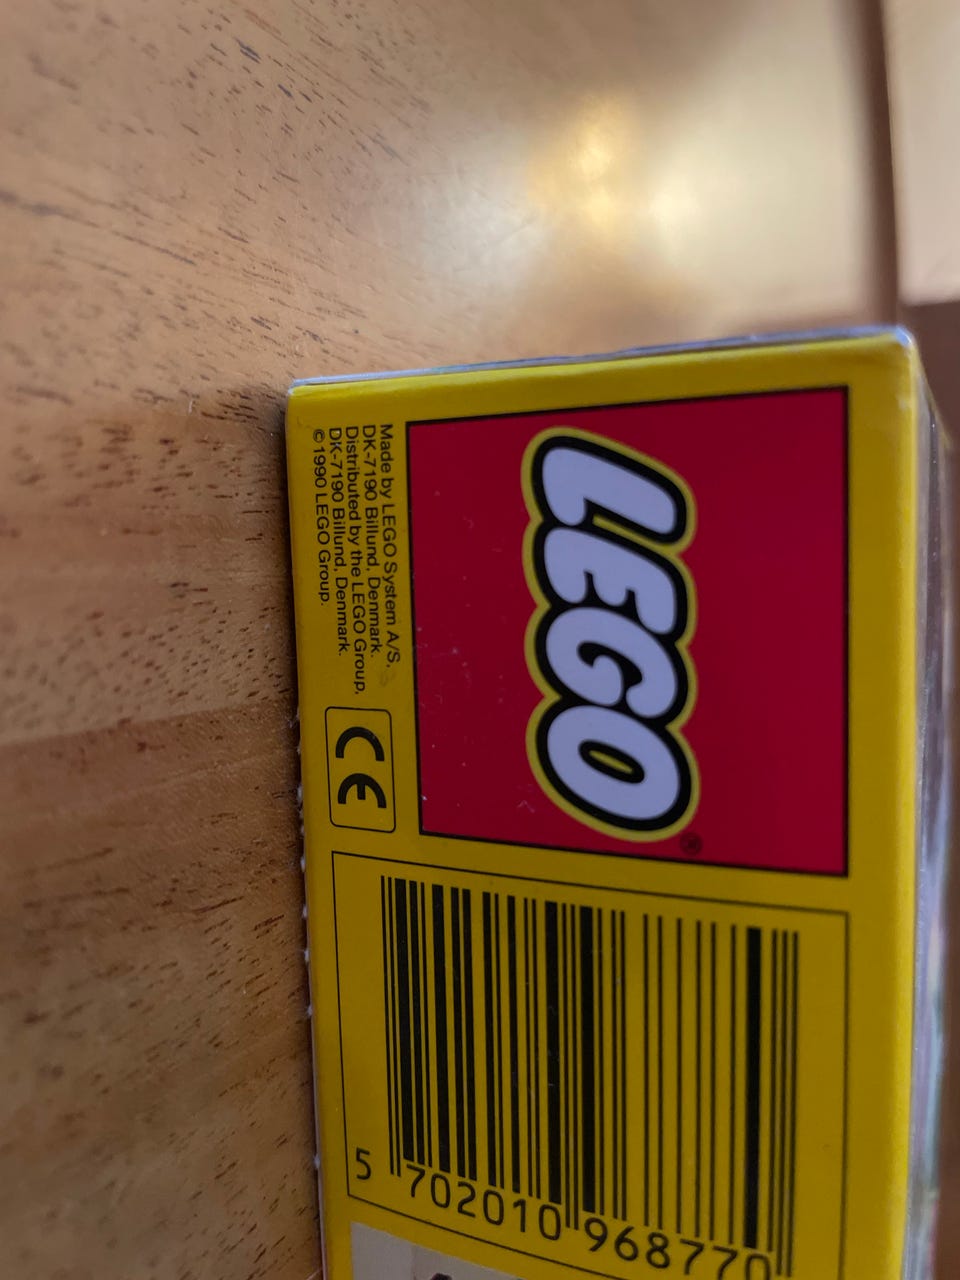 LEGO®
Made by LEGO System A/S,
DK-7190 Billund, Denmark.
Distributed by the LEGO Group,
DK-7190 Billund, Denmark.
©1990 LEGO Group.
CE
5 702010 968770